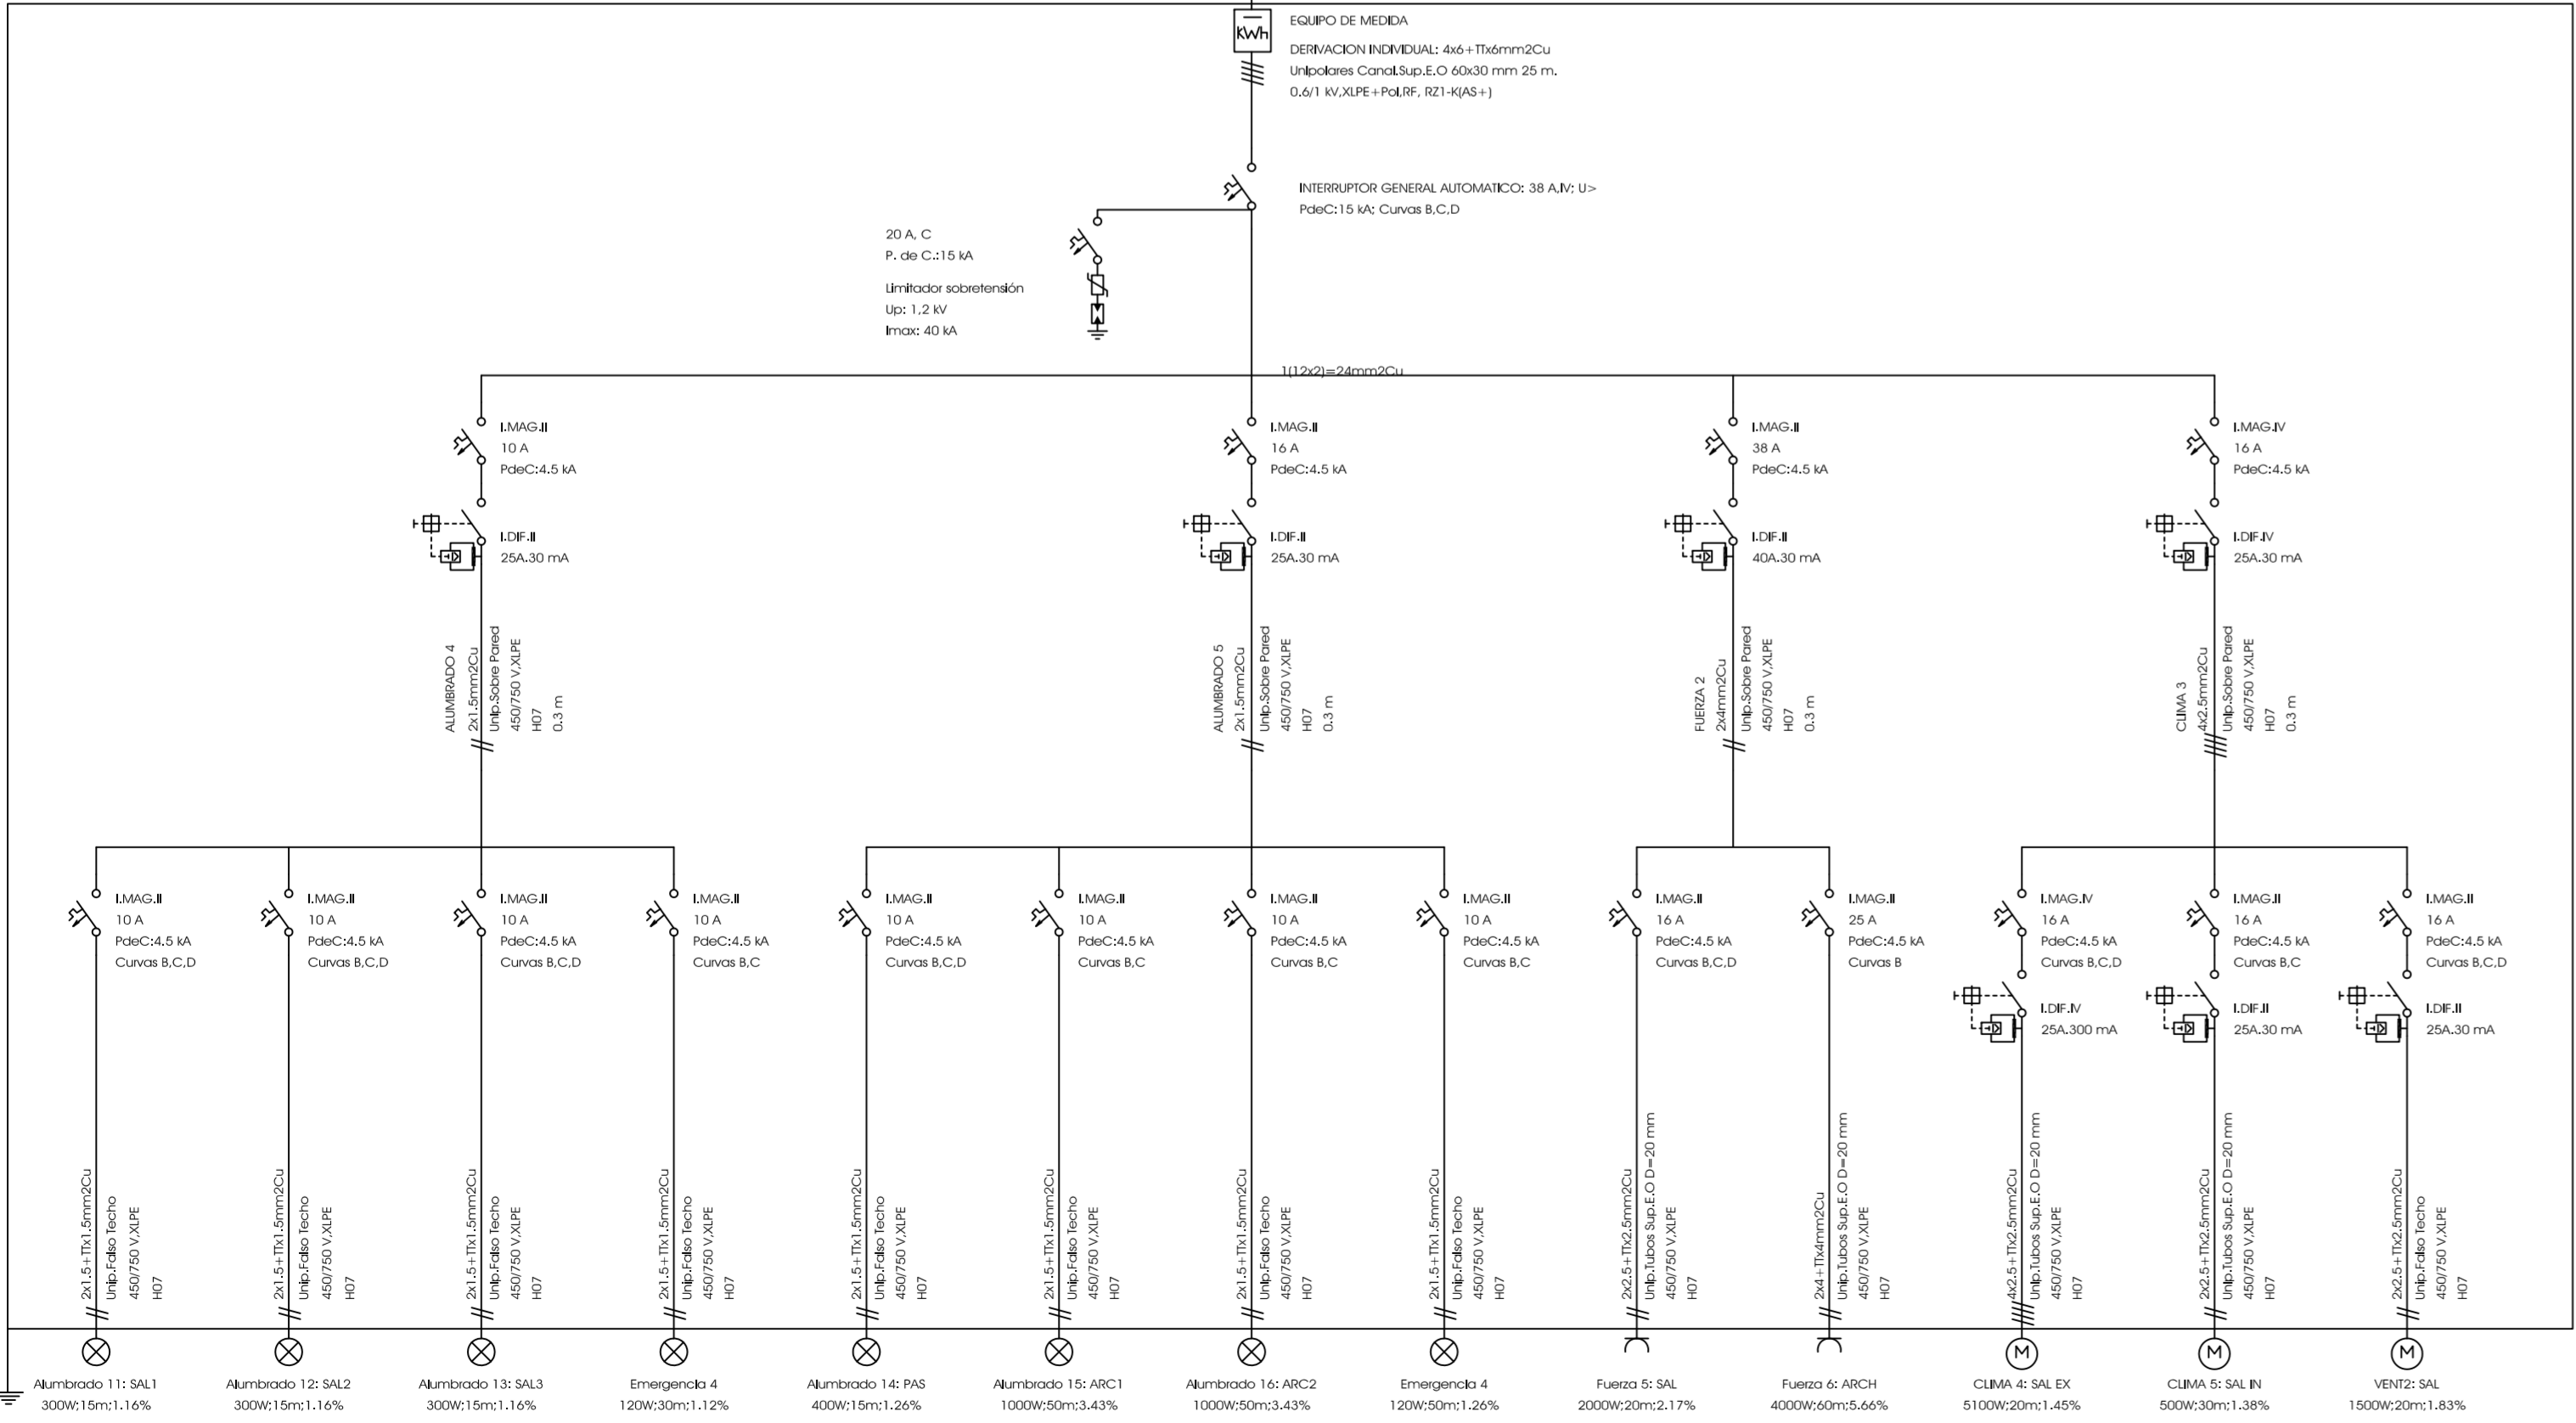 KWh
EQUIPO DE MEDIDA
DERIVACION INDIVIDUAL: 4x6+TTx6mm2Cu
Unipolares Canal.Sup.E.O 60x30 mm 25 m.
0.6/1 kV,XLPE+Pol,RF, RZ1-K(AS+)
INTERRUPTOR GENERAL AUTOMATICO: 38 A,IV; U>
PdeC:15 kA; Curvas B,C,D
20 A, C
P. de C.:15 kA
Limitador sobretensión
Up: 1,2 kV
Imax: 40 kA
1(12x2)=24mm2Cu
I.MAG.II
10 A
PdeC:4.5 kA
I.DIF.II
25A.30 mA
I.MAG.II
16 A
PdeC:4.5 kA
I.DIF.II
25A.30 mA
I.MAG.II
38 A
PdeC:4.5 kA
I.DIF.II
40A.30 mA
I.MAG.IV
16 A
PdeC:4.5 kA
I.DIF.IV
25A.30 mA
ALUMBRADO 4
2x1.5mm2Cu
Unip.Sobre Pared
450/750 V,XLPE
H07
0.3 m
ALUMBRADO 5
2x1.5mm2Cu
Unip.Sobre Pared
450/750 V,XLPE
H07
0.3 m
FUERZA 2
2x4mm2Cu
Unip.Sobre Pared
450/750 V,XLPE
H07
0.3 m
CLIMA 3
4x2.5mm2Cu
Unip.Sobre Pared
450/750 V,XLPE
H07
0.3 m
I.MAG.II
10 A
PdeC:4.5 kA
Curvas B,C,D
I.MAG.II
10 A
PdeC:4.5 kA
Curvas B,C,D
I.MAG.II
10 A
PdeC:4.5 kA
Curvas B,C,D
I.MAG.II
10 A
PdeC:4.5 kA
Curvas B,C
I.MAG.II
10 A
PdeC:4.5 kA
Curvas B,C,D
I.MAG.II
10 A
PdeC:4.5 kA
Curvas B,C
I.MAG.II
10 A
PdeC:4.5 kA
Curvas B,C
I.MAG.II
10 A
PdeC:4.5 kA
Curvas B,C
I.MAG.II
16 A
PdeC:4.5 kA
Curvas B,C,D
I.MAG.II
25 A
PdeC:4.5 kA
Curvas B
I.MAG.IV
16 A
PdeC:4.5 kA
Curvas B,C,D
I.DIF.IV
25A.300 mA
I.MAG.II
16 A
PdeC:4.5 kA
Curvas B,C
I.DIF.II
25A.30 mA
I.MAG.II
16 A
PdeC:4.5 kA
Curvas B,C,D
I.DIF.II
25A.30 mA
2x1.5+TTx1.5mm2Cu
Unip.Falso Techo
450/750 V,XLPE
H07
2x1.5+TTx1.5mm2Cu
Unip.Falso Techo
450/750 V,XLPE
H07
2x1.5+TTx1.5mm2Cu
Unip.Falso Techo
450/750 V,XLPE
H07
2x1.5+TTx1.5mm2Cu
Unip.Falso Techo
450/750 V,XLPE
H07
2x1.5+TTx1.5mm2Cu
Unip.Falso Techo
450/750 V,XLPE
H07
2x1.5+TTx1.5mm2Cu
Unip.Falso Techo
450/750 V,XLPE
H07
2x1.5+TTx1.5mm2Cu
Unip.Falso Techo
450/750 V,XLPE
H07
2x1.5+TTx1.5mm2Cu
Unip.Falso Techo
450/750 V,XLPE
H07
2x2.5+TTx2.5mm2Cu
Unip.Tubos Sup.E.O D=20 mm
450/750 V,XLPE
H07
2x4+TTx4mm2Cu
Unip.Tubos Sup.E.O D=20 mm
450/750 V,XLPE
H07
4x2.5+TTx2.5mm2Cu
Unip.Tubos Sup.E.O D=20 mm
450/750 V,XLPE
H07
2x2.5+TTx2.5mm2Cu
Unip.Tubos Sup.E.O D=20 mm
450/750 V,XLPE
H07
2x2.5+TTx2.5mm2Cu
Unip.Falso Techo
450/750 V,XLPE
H07
M
M
M
Alumbrado 11: SAL1
300W;15m;1.16%
Alumbrado 12: SAL2
300W;15m;1.16%
Alumbrado 13: SAL3
300W;15m;1.16%
Emergencia 4
120W;30m;1.12%
Alumbrado 14: PAS
400W;15m;1.26%
Alumbrado 15: ARC1
1000W;50m;3.43%
Alumbrado 16: ARC2
1000W;50m;3.43%
Emergencia 4
120W;50m;1.26%
Fuerza 5: SAL
2000W;20m;2.17%
Fuerza 6: ARCH
4000W;60m;5.66%
CLIMA 4: SAL EX
5100W;20m;1.45%
CLIMA 5: SAL IN
500W;30m;1.38%
VENT2: SAL
1500W;20m;1.83%